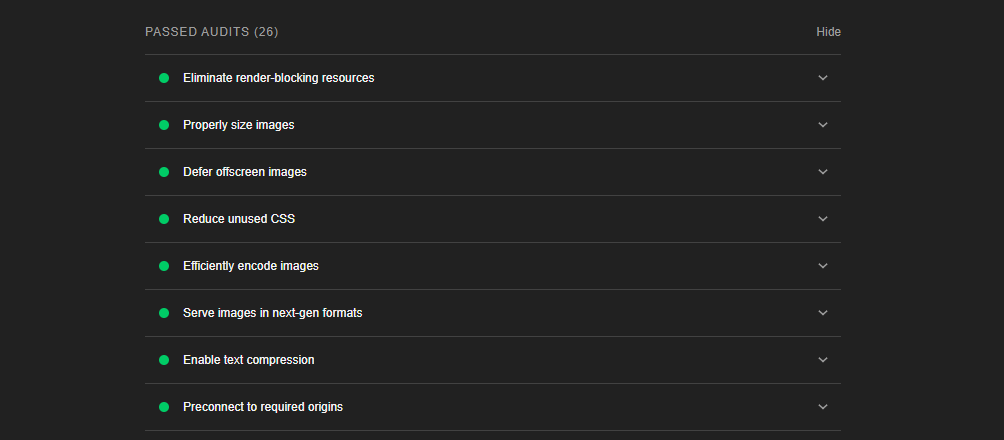 PASSED AUDITS (26) Hide
Eliminate render-blocking resources
Properly size images
Defer offscreen images
Reduce unused CSS
Efficiently encode images
Serve images in next-gen formats
Enable text compression
Preconnect to required origins